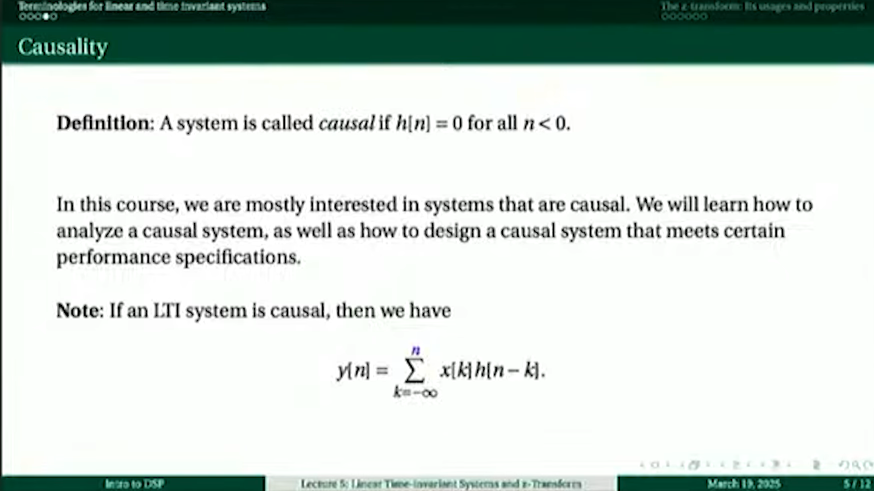 Terminologies for linear and time invariant systems
The z-transform: Its usages and properties
Causality
Definition: A system is called causal if h[n] = 0 for all n < 0.
In this course, we are mostly interested in systems that are causal. We will learn how to
analyze a causal system, as well as how to design a causal system that meets certain
performance specifications.
Note: If an LTI system is causal, then we have
n
y[n] = ∑ x[k]h[n − k].
k=−∞
Intro to DSP
Lecture 5: Linear Time-Invariant Systems and z-Transform
March 19, 2025
5 / 12